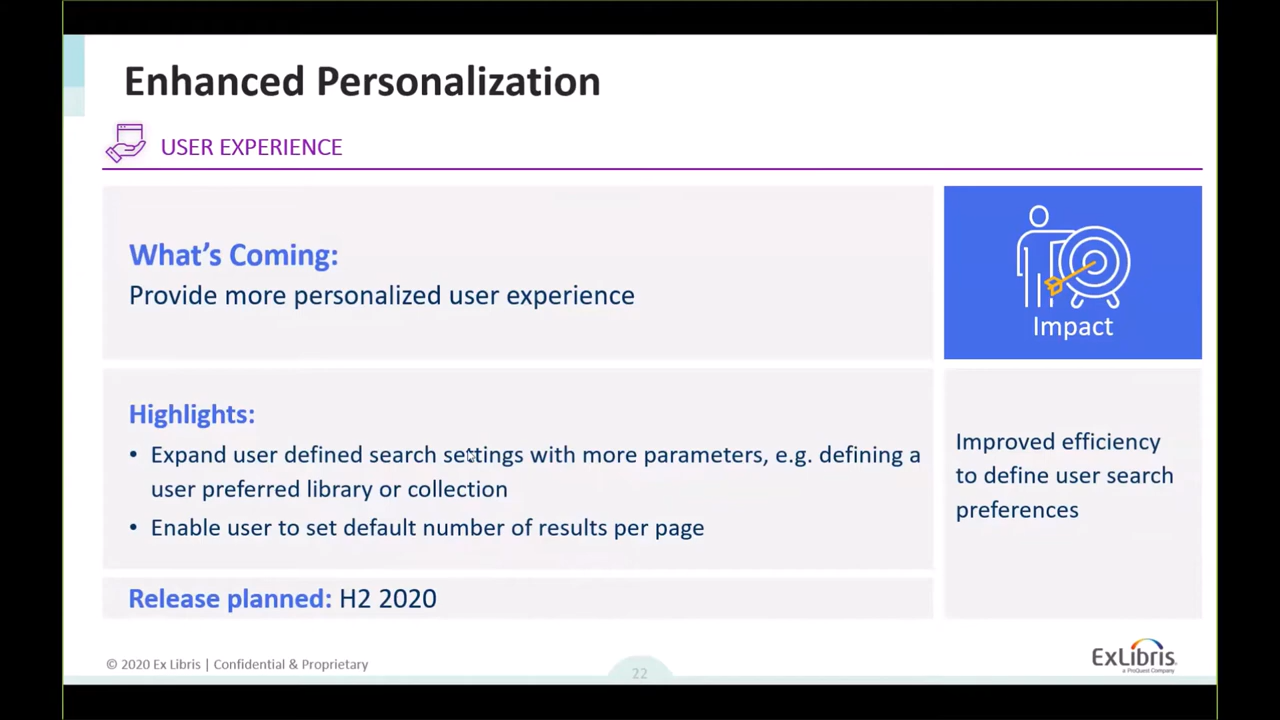 Enhanced Personalization
USER EXPERIENCE
What's Coming:
Provide more personalized user experience
Impact
Highlights:
• Expand user defined search settings with more parameters, e.g. defining a
user preferred library or collection
• Enable user to set default number of results per page
Improved efficiency
to define user search
preferences
Release planned: H2 2020
© 2020 Ex Libris | Confidential & Proprietary
22
ExLibris
a ProQuest Company